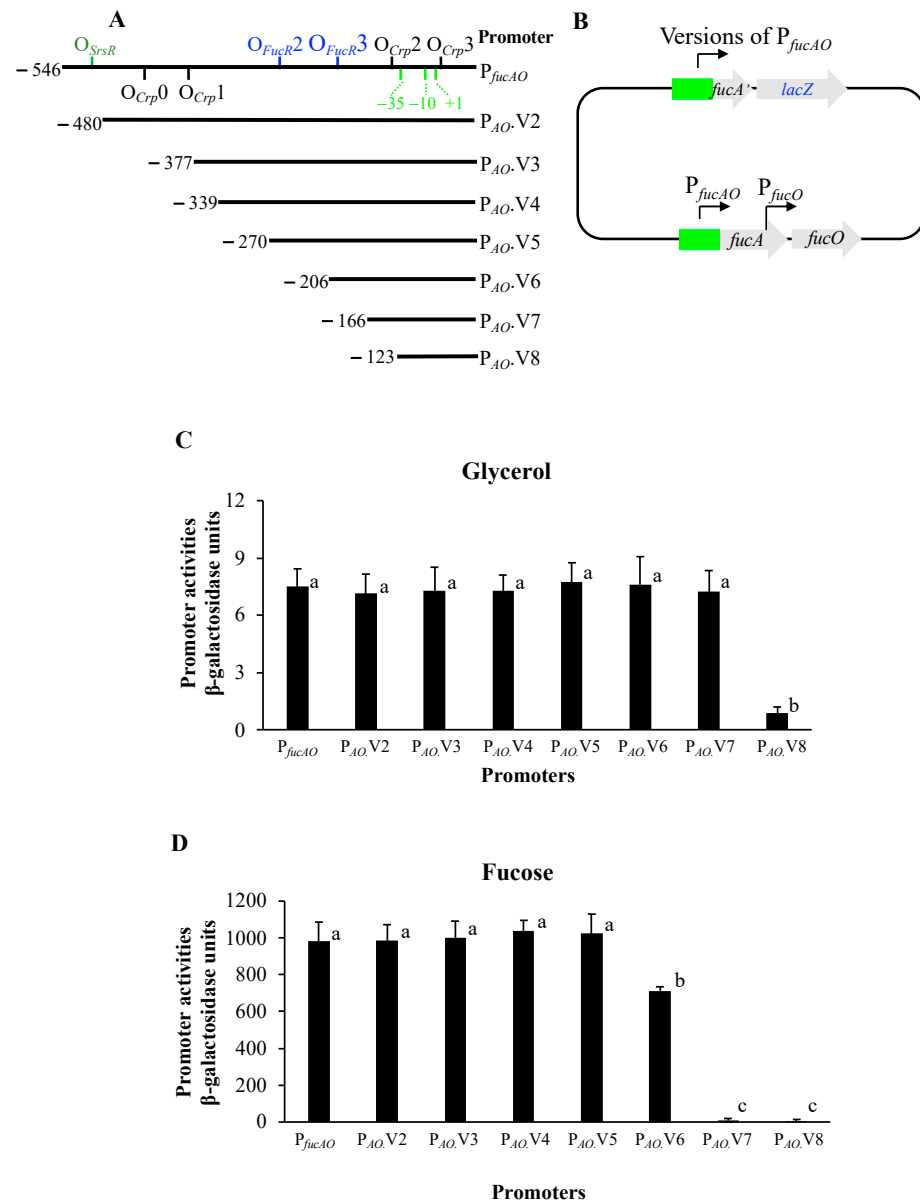 A
O_SrsR O_FucR2 O_FucR3 O_Crp2 O_Crp3 Promoter
– 546 P_fucAO
O_Crp0 O_Crp1 –35 –10 +1
– 480 P_AO.V2
– 377 P_AO.V3
– 339 P_AO.V4
– 270 P_AO.V5
– 206 P_AO.V6
– 166 P_AO.V7
– 123 P_AO.V8
B
Versions of P_fucAO
fucA' lacZ
P_fucAO P_fucO
fucA fucO
C
Glycerol
Promoter activities
β-galactosidase units
12
9
6
3
0
a a a a a a a b
P_fucAO P_AO.V2 P_AO.V3 P_AO.V4 P_AO.V5 P_AO.V6 P_AO.V7 P_AO.V8
Promoters
D
Fucose
Promoter activities
β-galactosidase units
1200
1000
800
600
400
200
0
a a a a a b c c
P_fucAO P_AO.V2 P_AO.V3 P_AO.V4 P_AO.V5 P_AO.V6 P_AO.V7 P_AO.V8
Promoters